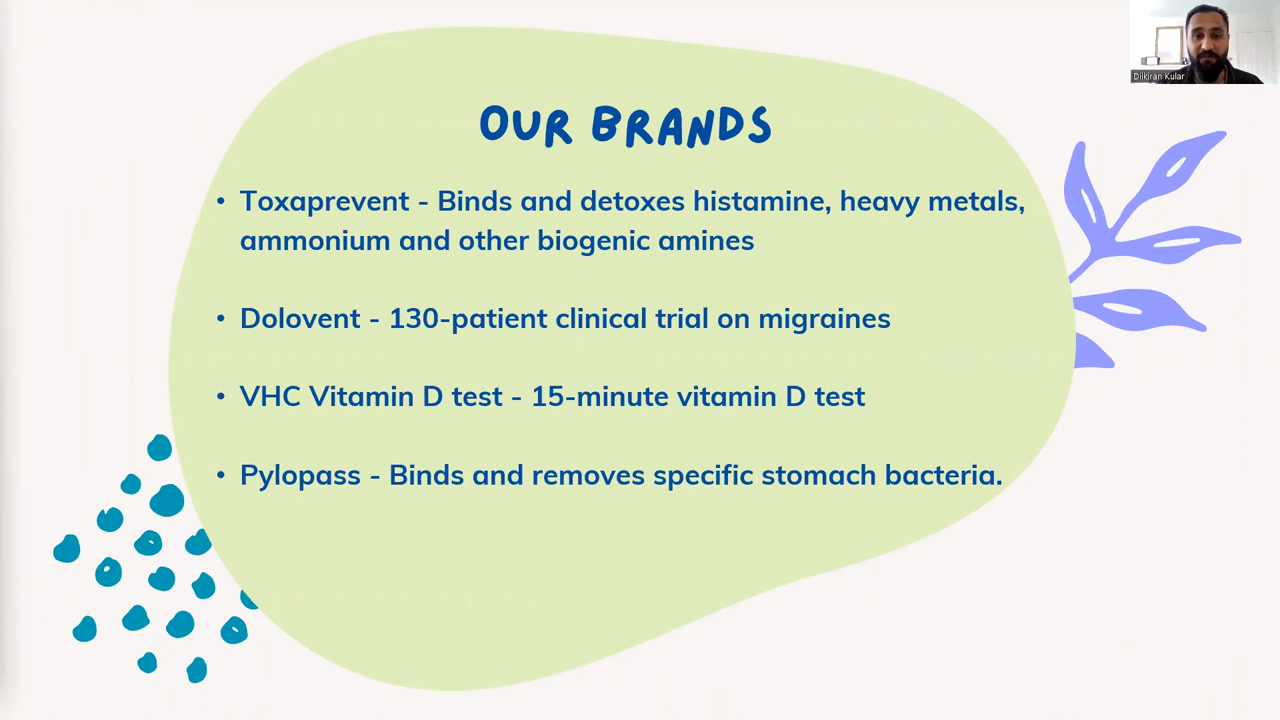 Dilkiran Kular
OUR BRANDS
• Toxaprevent - Binds and detoxes histamine, heavy metals,
ammonium and other biogenic amines
• Dolovent - 130-patient clinical trial on migraines
• VHC Vitamin D test - 15-minute vitamin D test
• Pylopass - Binds and removes specific stomach bacteria.